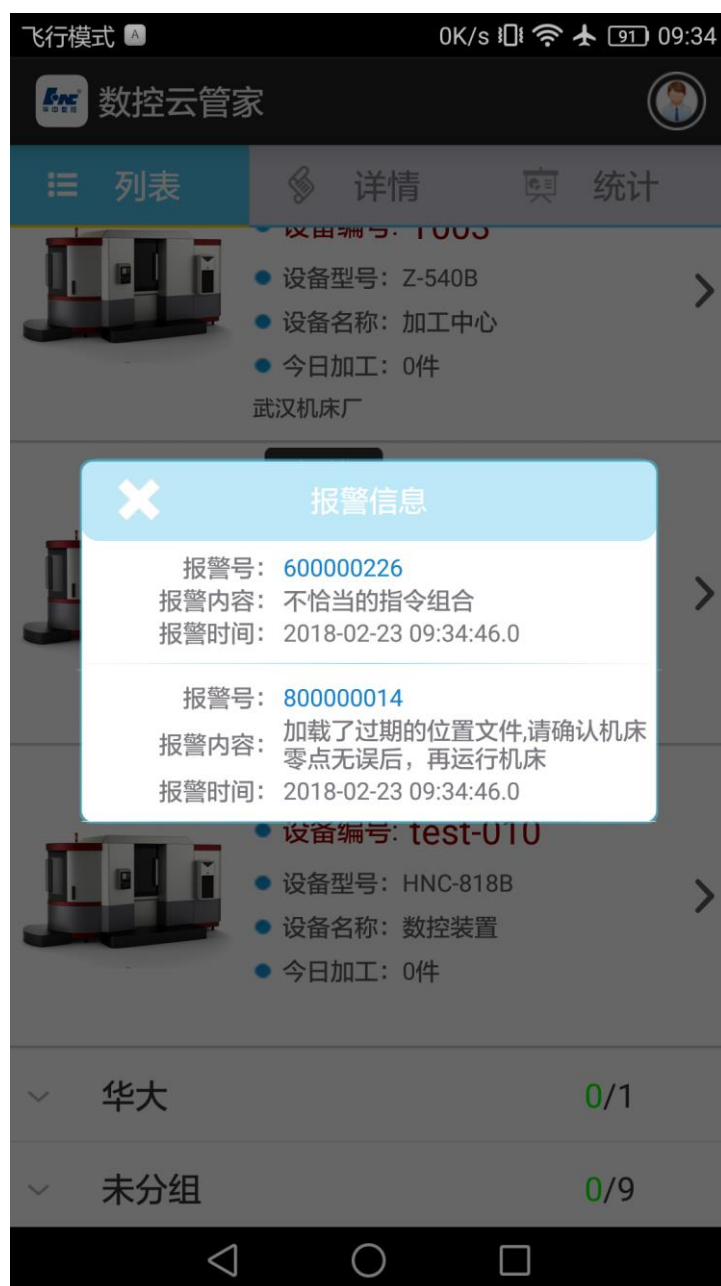 飞行模式 A 0K/s 91 09:34
数控云管家
列表 详情 统计
设备编号: 1003
设备型号: Z-540B
设备名称: 加工中心
今日加工: 0件
武汉机床厂
报警信息
报警号: 600000226
报警内容: 不恰当的指令组合
报警时间: 2018-02-23 09:34:46.0
报警号: 800000014
报警内容: 加载了过期的位置文件,请确认机床
零点无误后，再运行机床
报警时间: 2018-02-23 09:34:46.0
设备编号: test-010
设备型号: HNC-818B
设备名称: 数控装置
今日加工: 0件
华大 0/1
未分组 0/9